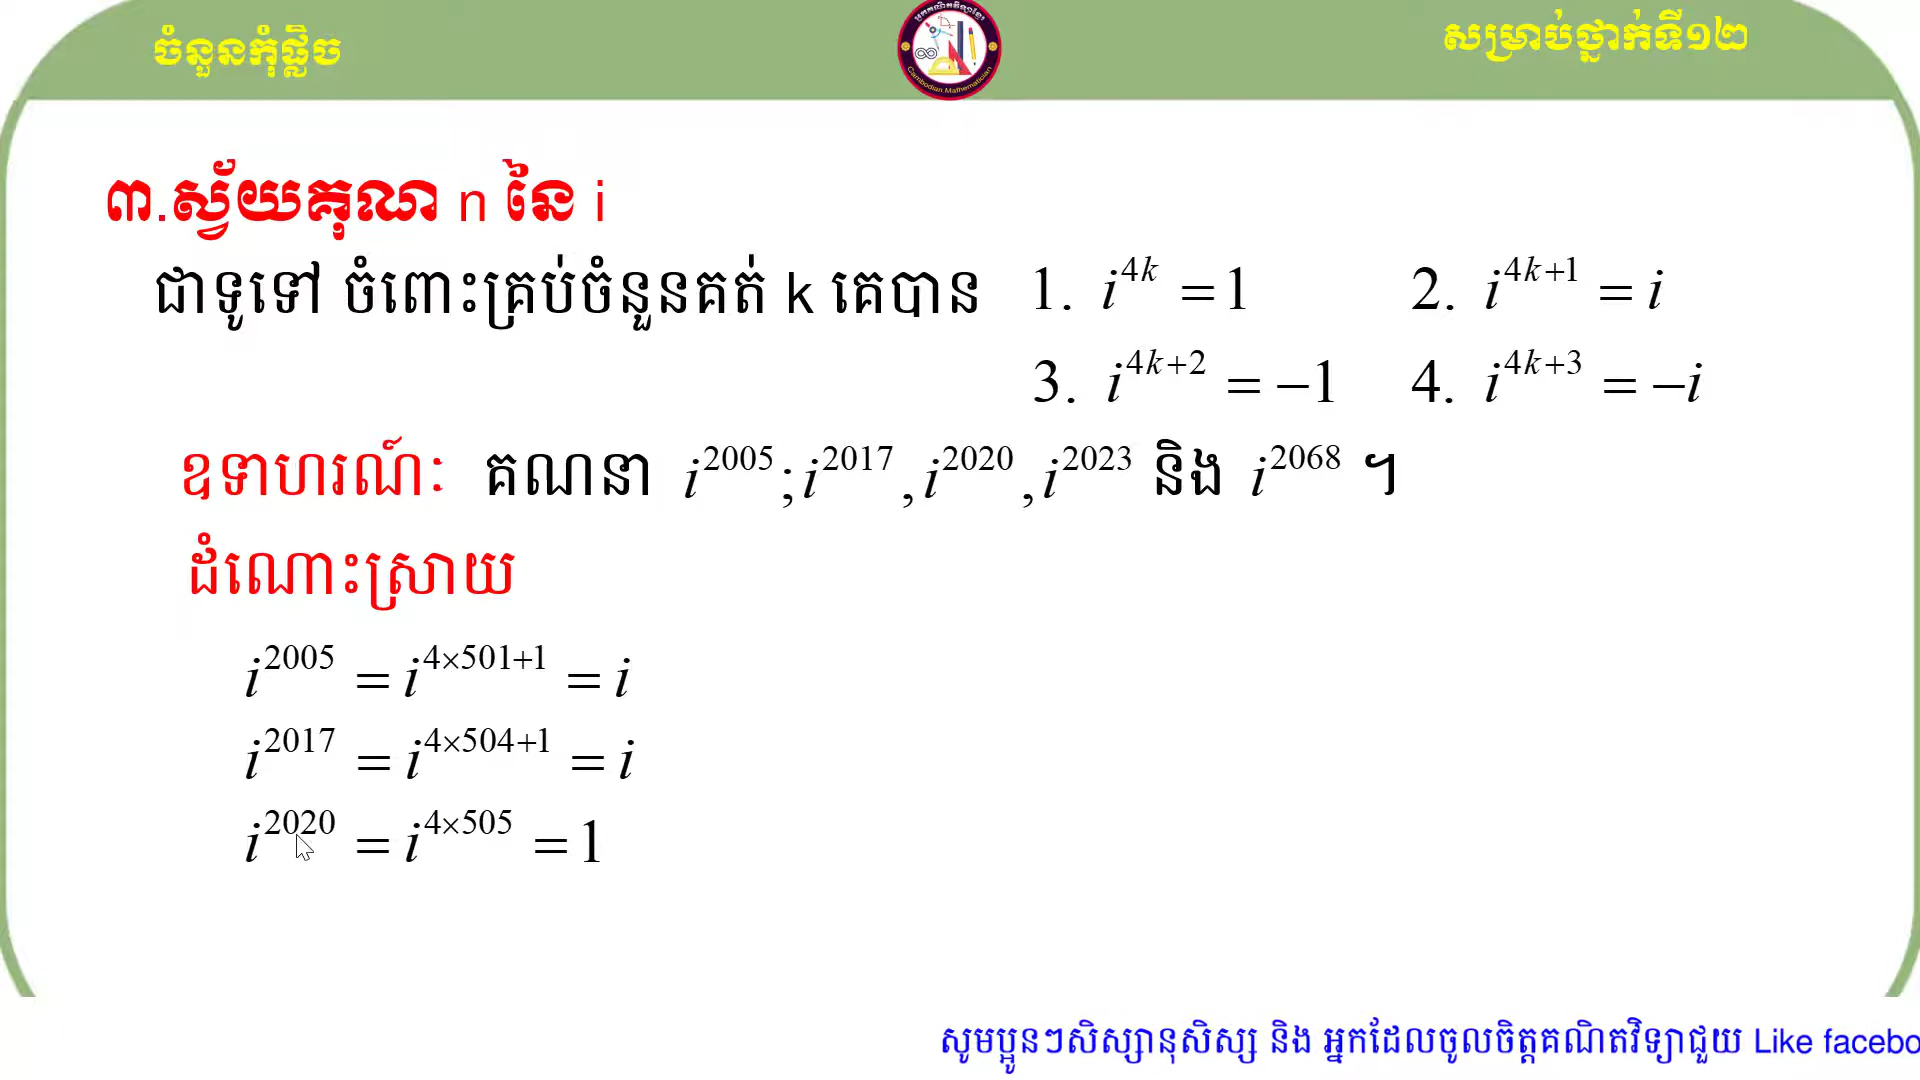 ចំនួនកុំផ្លិច
សម្រាប់ថ្នាក់ទី១២
Cambodian Mathematician
៣.ស្វ័យគុណ n នៃ i
ជាទូទៅ ចំពោះគ្រប់ចំនួនគត់ k គេបាន 1. i^{4k} = 1 2. i^{4k+1} = i
3. i^{4k+2} = −1 4. i^{4k+3} = −i
ឧទាហរណ៍ៈ គណនា i^{2005} ; i^{2017} , i^{2020} , i^{2023} និង i^{2068} ។
ដំណោះស្រាយ
i^{2005} = i^{4×501+1} = i
i^{2017} = i^{4×504+1} = i
i^{2020} = i^{4×505} = 1
សូមប្អូនៗសិស្សានុសិស្ស និង អ្នកដែលចូលចិត្តគណិតវិទ្យាជួយ Like facebo